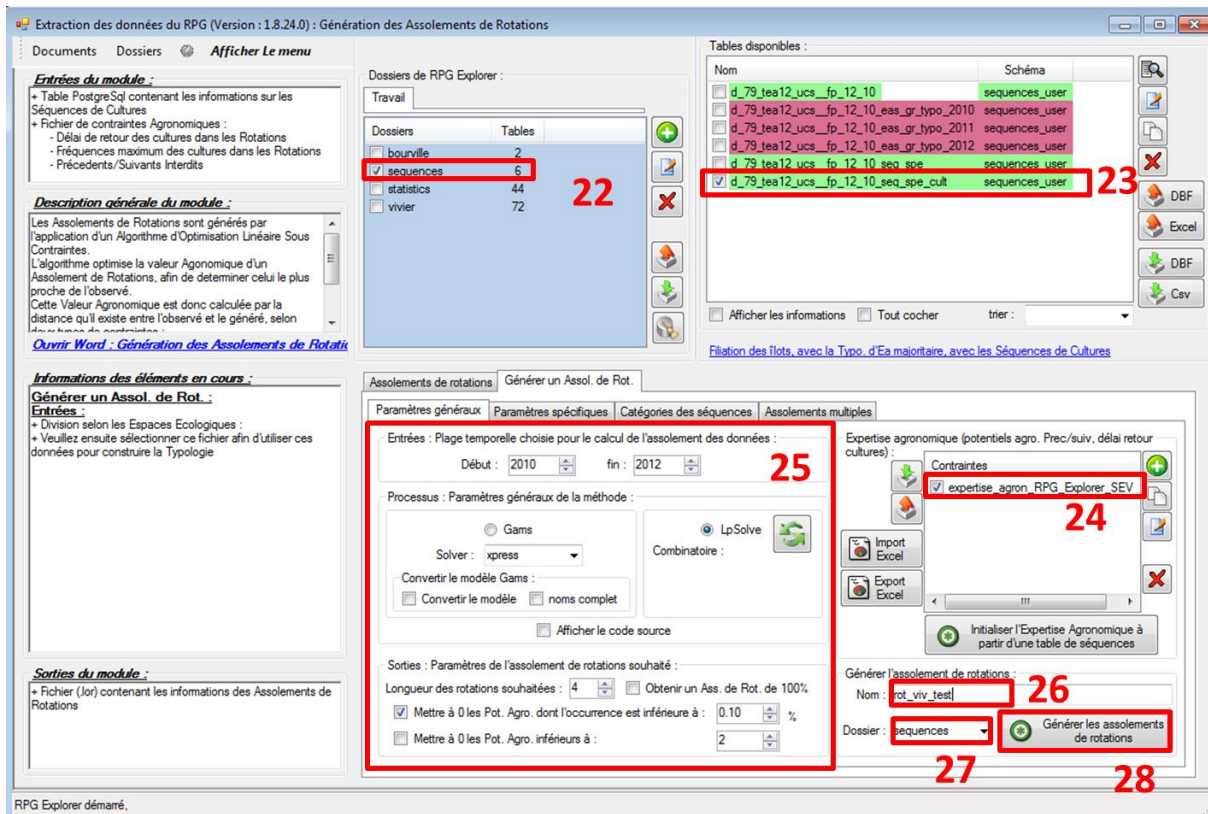 Extraction des données du RPG (Version : 1.8.24.0) : Génération des Assolements de Rotations
Documents Dossiers Afficher Le menu
Entrées du module :
+ Table PostgreSql contenant les informations sur les
Séquences de Cultures
+ Fichier de contraintes Agronomiques :
- Délai de retour des cultures dans les Rotations
- Fréquences maximum des cultures dans les Rotations
- Précedents/Suivants Interdits
Description générale du module :
Les Assolements de Rotations sont générés par
l'application d'un Algorithme d'Optimisation Linéaire Sous
Contraintes.
L'algorithme optimise la valeur Agonomique d'un
Assolement de Rotations, afin de determiner celui le plus
proche de l'observé.
Cette Valeur Agronomique est donc calculée par la
distance qu'il existe entre l'observé et le généré, selon
deux types de contraintes :
Ouvrir Word : Génération des Assolements de Rotatic
Dossiers de RPG Explorer :
Travail
Dossiers Tables
bourville 2
sequences 6
statistics 44
vivier 72
22
Tables disponibles :
Nom Schéma
d_79_tea12_ucs__fp_12_10 sequences_user
d_79_tea12_ucs__fp_12_10_eas_gr_typo_2010 sequences_user
d_79_tea12_ucs__fp_12_10_eas_gr_typo_2011 sequences_user
d_79_tea12_ucs__fp_12_10_eas_gr_typo_2012 sequences_user
d_79_tea12_ucs__fp_12_10_seq_spe sequences_user
d_79_tea12_ucs__fp_12_10_seq_spe_cult sequences_user
23
DBF
Excel
DBF
Csv
Afficher les informations Tout cocher trier :
Filiation des îlots, avec la Typo. d'Ea majoritaire, avec les Séquences de Cultures
Informations des éléments en cours :
Générer un Assol. de Rot. :
Entrées :
+ Division selon les Espaces Ecologiques :
+ Veuillez ensuite sélectionner ce fichier afin d'utiliser ces
données pour construire la Typologie
Sorties du module :
+ Fichier (.lor) contenant les informations des Assolements de
Rotations
Assolements de rotations Générer un Assol. de Rot.
Paramètres généraux Paramètres spécifiques Catégories des séquences Assolements multiples
Entrées : Plage temporelle choisie pour le calcul de l'assolement des données :
Début : 2010 fin : 2012
25
Processus : Paramètres généraux de la méthode :
Gams
Solver : xpress
Convertir le modèle Gams :
Convertir le modèle noms complet
LpSolve
Combinatoire :
Afficher le code source
Sorties : Paramètres de l'assolement de rotations souhaité :
Longueur des rotations souhaitées : 4 Obtenir un Ass. de Rot. de 100%
Mettre à 0 les Pot. Agro. dont l'occurrence est inférieure à : 0.10 %
Mettre à 0 les Pot. Agro. inférieurs à : 2
Expertise agronomique (potentiels agro. Prec/suiv, délai retour
cultures) :
Contraintes
expertise_agron_RPG_Explorer_SEV
24
Import
Excel
Export
Excel
Initialiser l'Expertise Agronomique à
partir d'une table de séquences
Générer l'assolement de rotations :
Nom : rot_viv_test
26
Dossier : sequences
27
Générer les assolements
de rotations
28
RPG Explorer démarré,